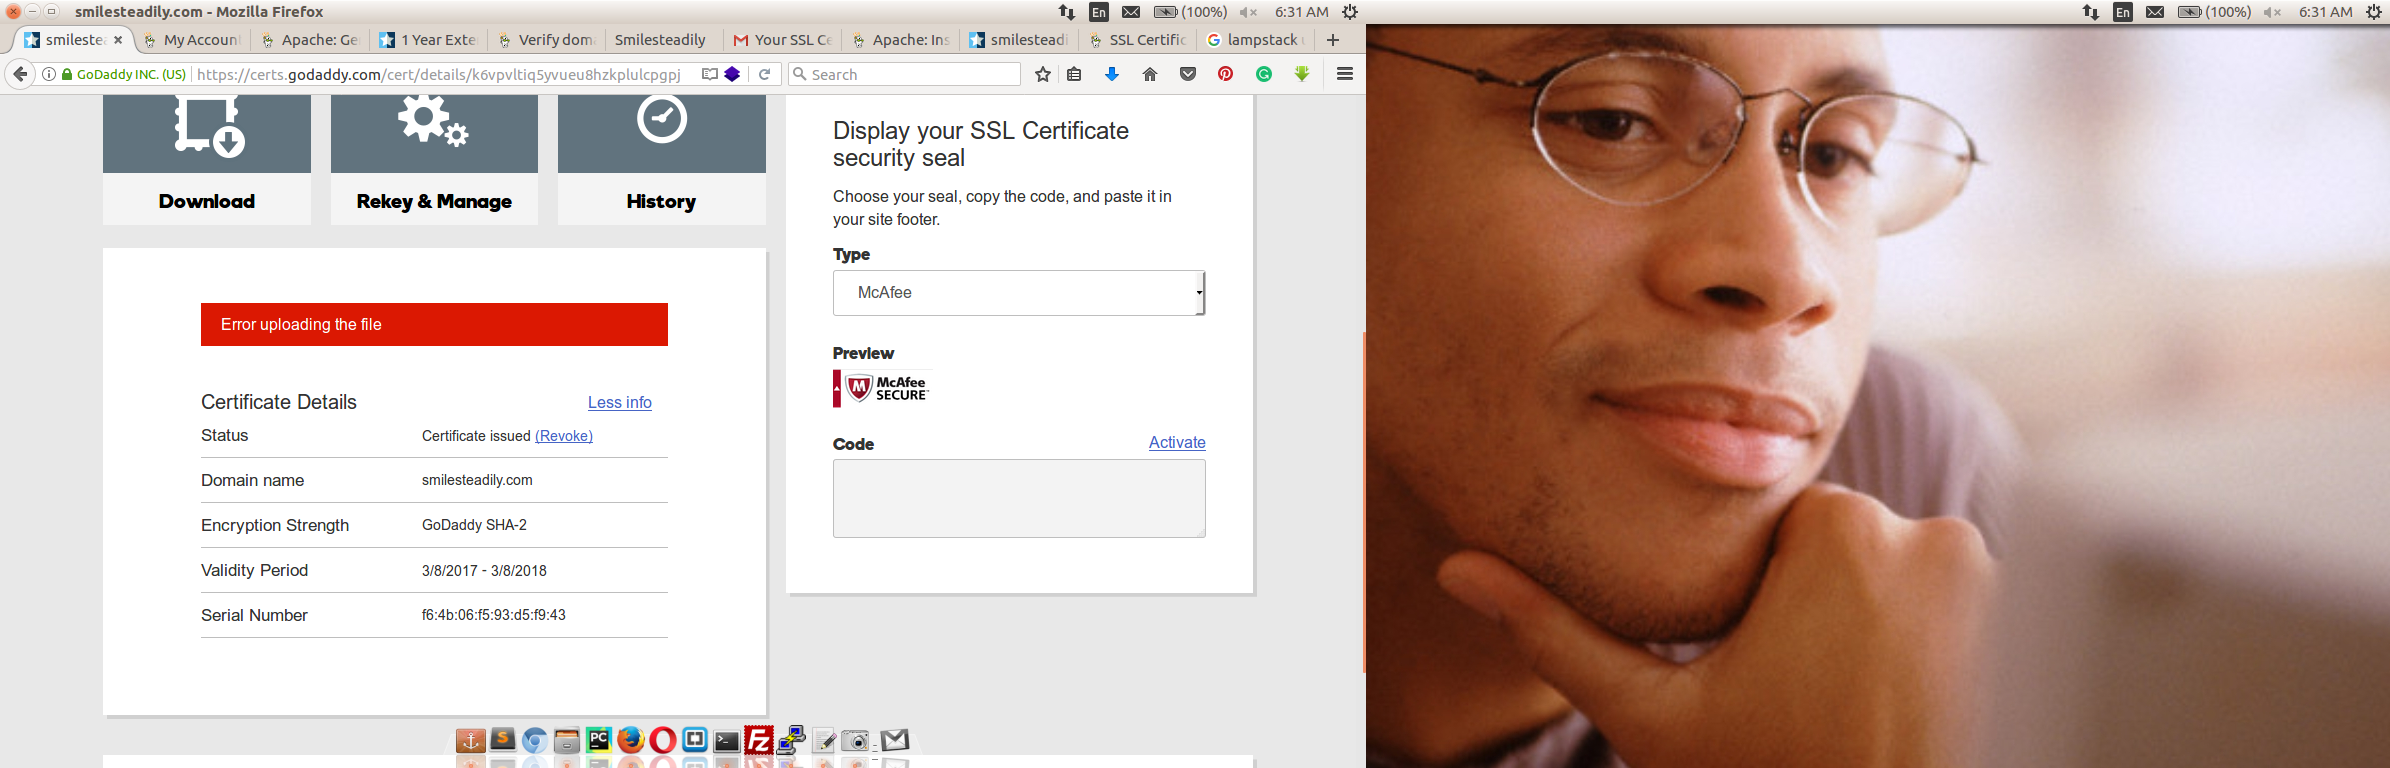 smilesteadily.com - Mozilla Firefox
En
(100%)
6:31 AM
En
(100%)
6:31 AM
smilestea
My Accoun
Apache: Ge
1 Year Exte
Verify dom
Smilesteadily
Your SSL Ce
Apache: Ins
smilesteadi
SSL Certific
lampstack
GoDaddy INC. (US)
https://certs.godaddy.com/cert/details/k6vpvltiq5yvueu8hzkplulcpgpj
Search
Download
Rekey & Manage
History
Error uploading the file
Certificate Details
Less info
Status
Certificate issued (Revoke)
Domain name
smilesteadily.com
Encryption Strength
GoDaddy SHA-2
Validity Period
3/8/2017 - 3/8/2018
Serial Number
f6:4b:06:f5:93:d5:f9:43
Display your SSL Certificate
security seal
Choose your seal, copy the code, and paste it in
your site footer.
Type
McAfee
Preview
McAfee
SECURE
Code
Activate
S
PC
FZ